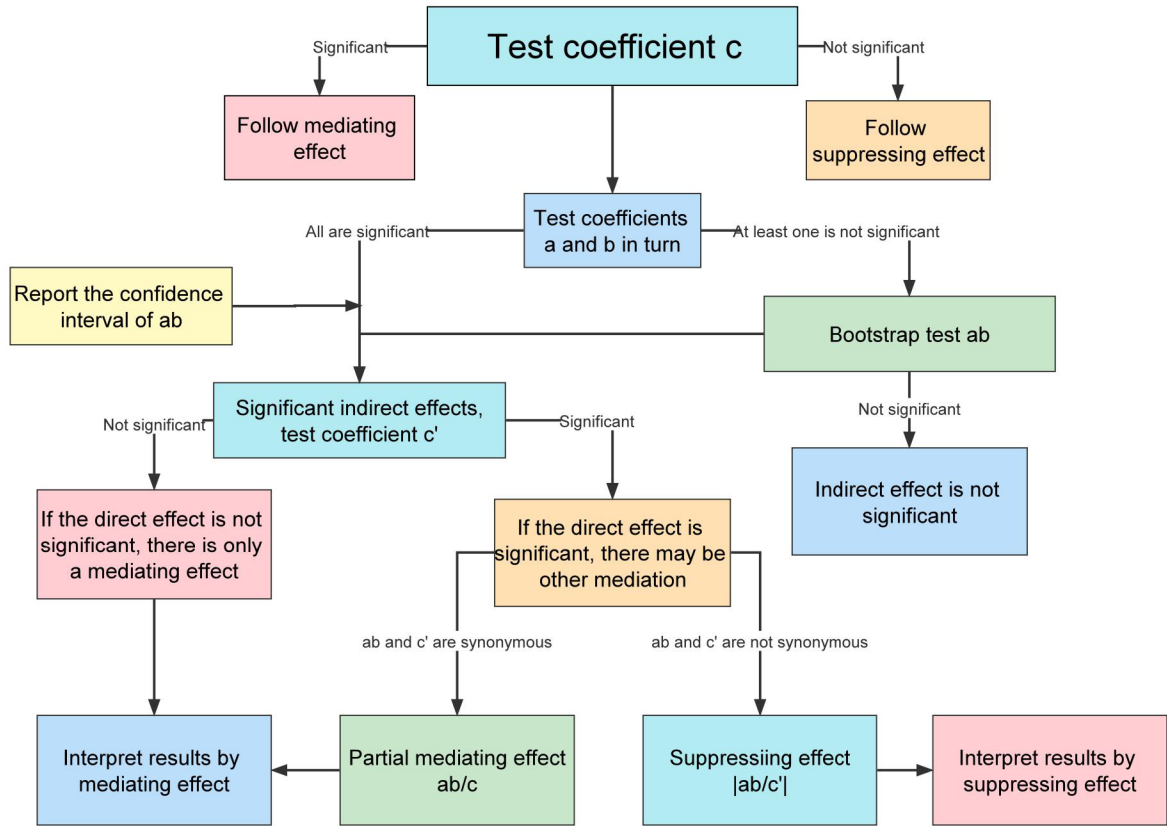 Test coefficient c
Significant
Not significant
Follow mediating
effect
Follow
suppressing effect
Test coefficients
a and b in turn
All are significant
At least one is not significant
Report the confidence
interval of ab
Bootstrap test ab
Significant indirect effects,
test coefficient c'
Not significant
Not significant
Significant
Indirect effect is not
significant
If the direct effect is not
significant, there is only
a mediating effect
If the direct effect is
significant, there may be
other mediation
ab and c' are synonymous
ab and c' are not synonymous
Interpret results by
mediating effect
Partial mediating effect
ab/c
Suppressiing effect
|ab/c'|
Interpret results by
suppressing effect